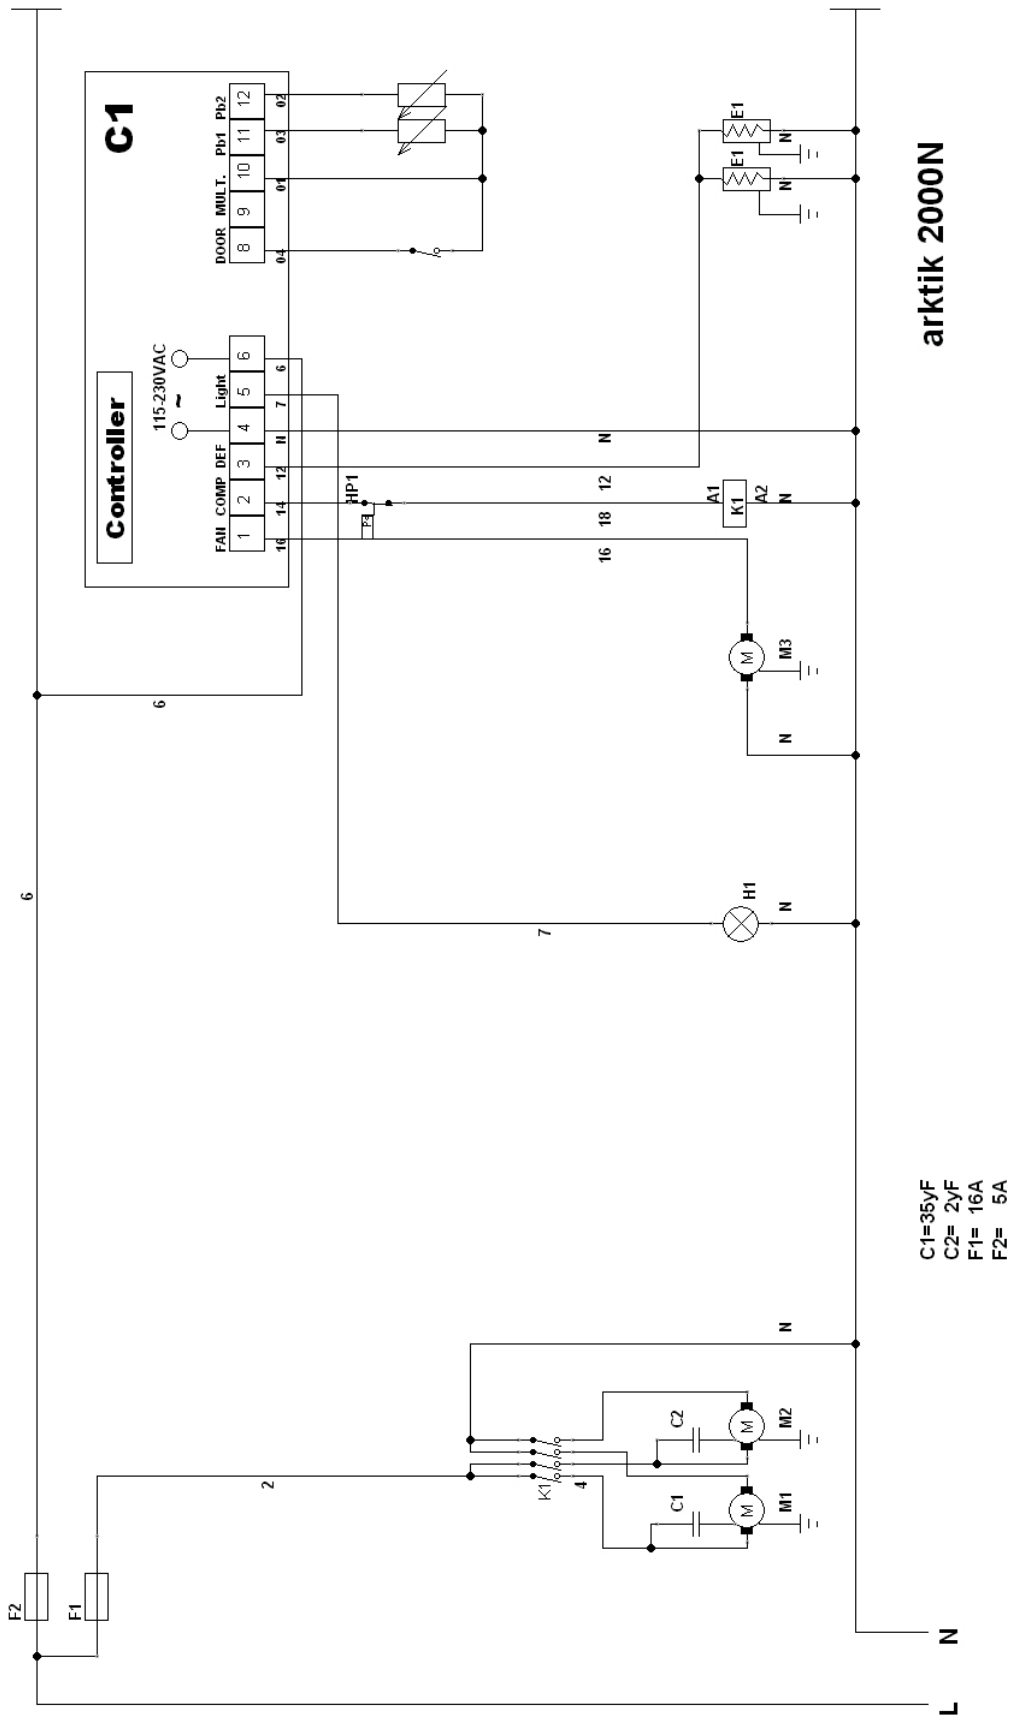 arktik 2000N
Controller
C1
115-230VAC
~
FAN COMP DEF Light DOOR MULT. Pb1 Pb2
1 2 3 4 5 6 8 9 10 11 12
16 14 12 N 7 6 04 01 03 02
HP1
16 18 12 N
6
6
7
2
4
F2
F1
K1
C1
C2
M
M1
M
M2
N
H1
N
M
M3
N
A1
K1
A2
N
E1
N
E1
N
L
N
C1=35yF
C2= 2yF
F1= 16A
F2= 5A